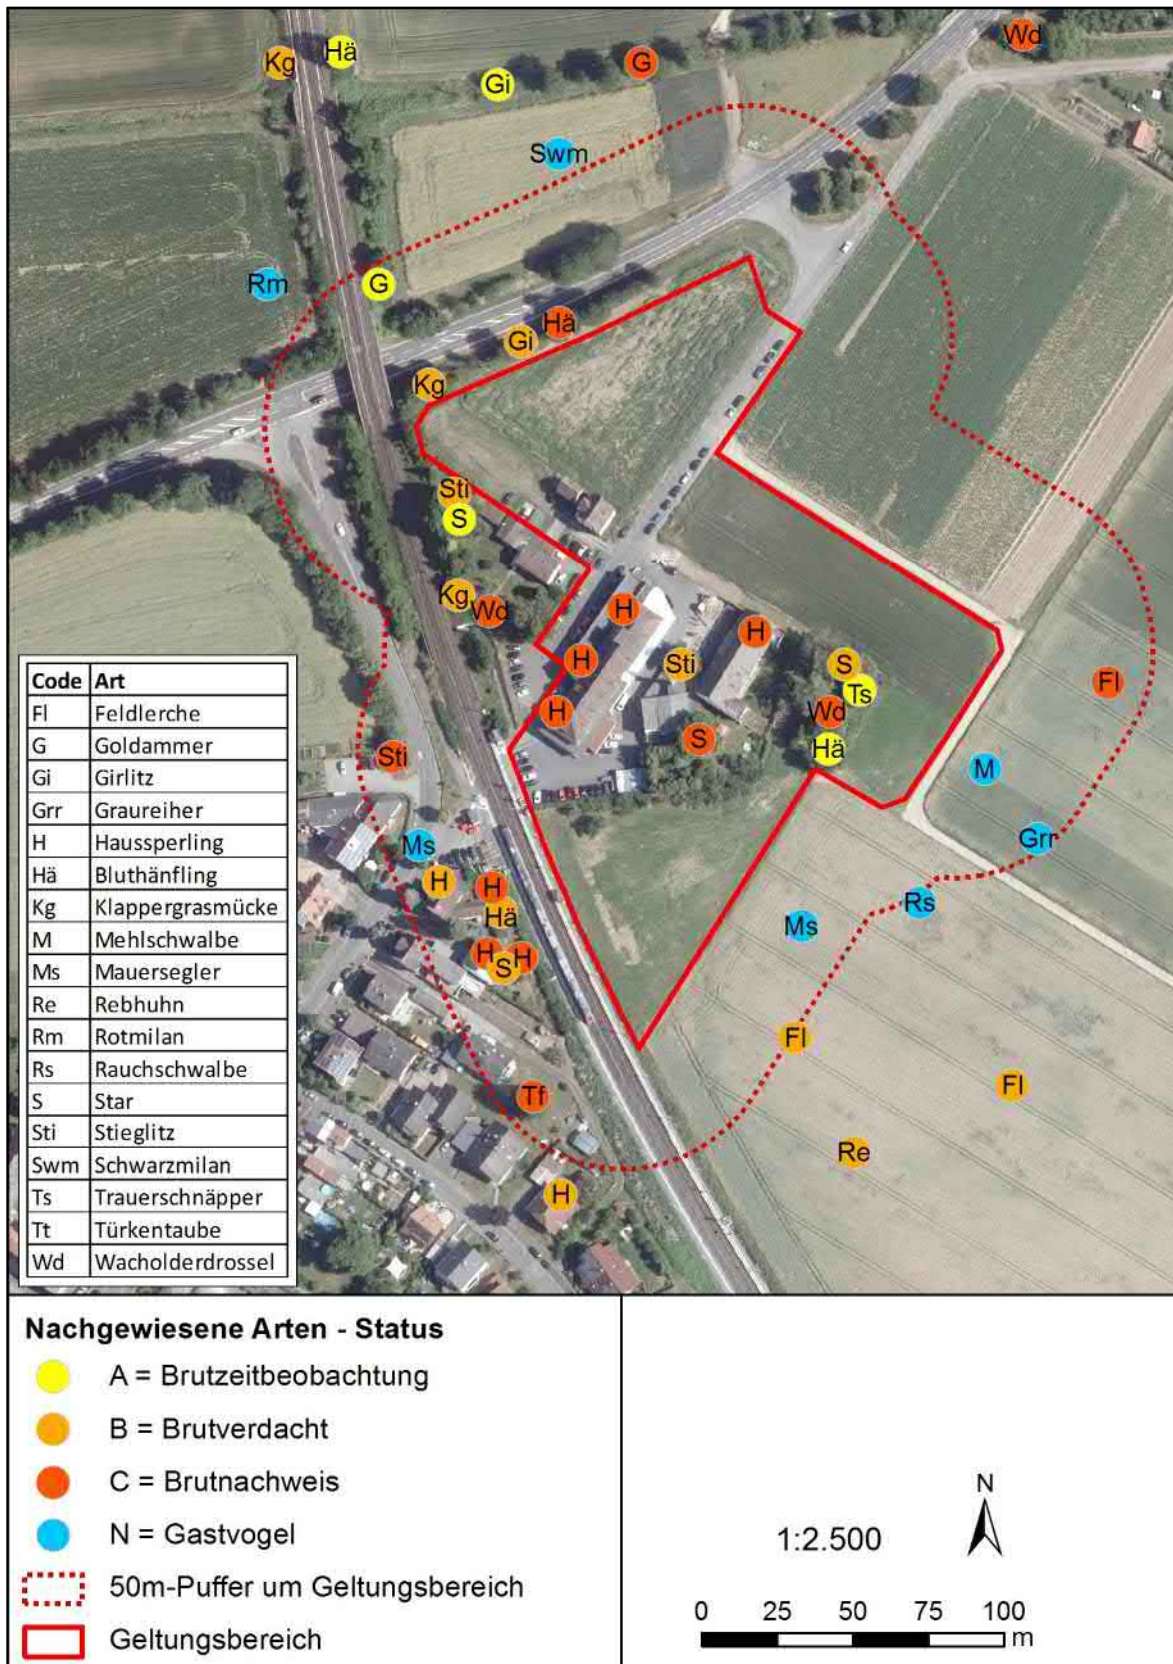 Kg
Hä
Gi
G
Wd
Swm
Rm
G
Gi
Hä
Kg
Sti
S
Kg
Wd
H
H
H
H
Sti
S
S
Ts
Wd
Hä
Fl
M
Grr
Rs
Ms
Sti
Ms
H
H
Hä
H
S
H
Fl
Fl
Re
Tf
H
Code Art
Fl Feldlerche
G Goldammer
Gi Girlitz
Grr Graureiher
H Haussperling
Hä Bluthänfling
Kg Klappergrasmücke
M Mehlschwalbe
Ms Mauersegler
Re Rebhuhn
Rm Rotmilan
Rs Rauchschwalbe
S Star
Sti Stieglitz
Swm Schwarzmilan
Ts Trauerschnäpper
Tt Türkentaube
Wd Wacholderdrossel
Nachgewiesene Arten - Status
A = Brutzeitbeobachtung
B = Brutverdacht
C = Brutnachweis
N = Gastvogel
50m-Puffer um Geltungsbereich
Geltungsbereich
N
1:2.500
0 25 50 75 100
m